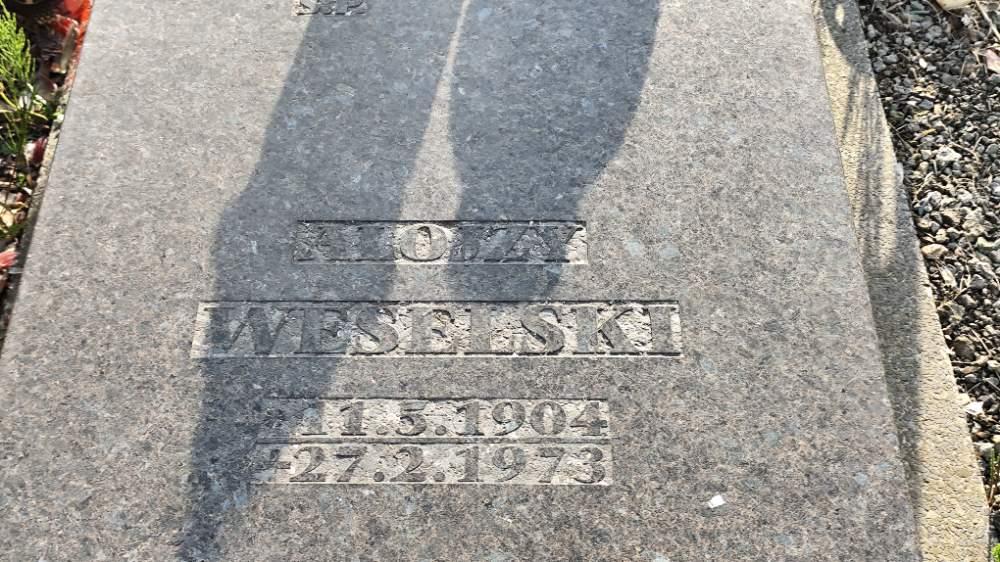 Ś.P.
ALOJZY
WESELSKI
* 11.5.1904
+27.2.1973